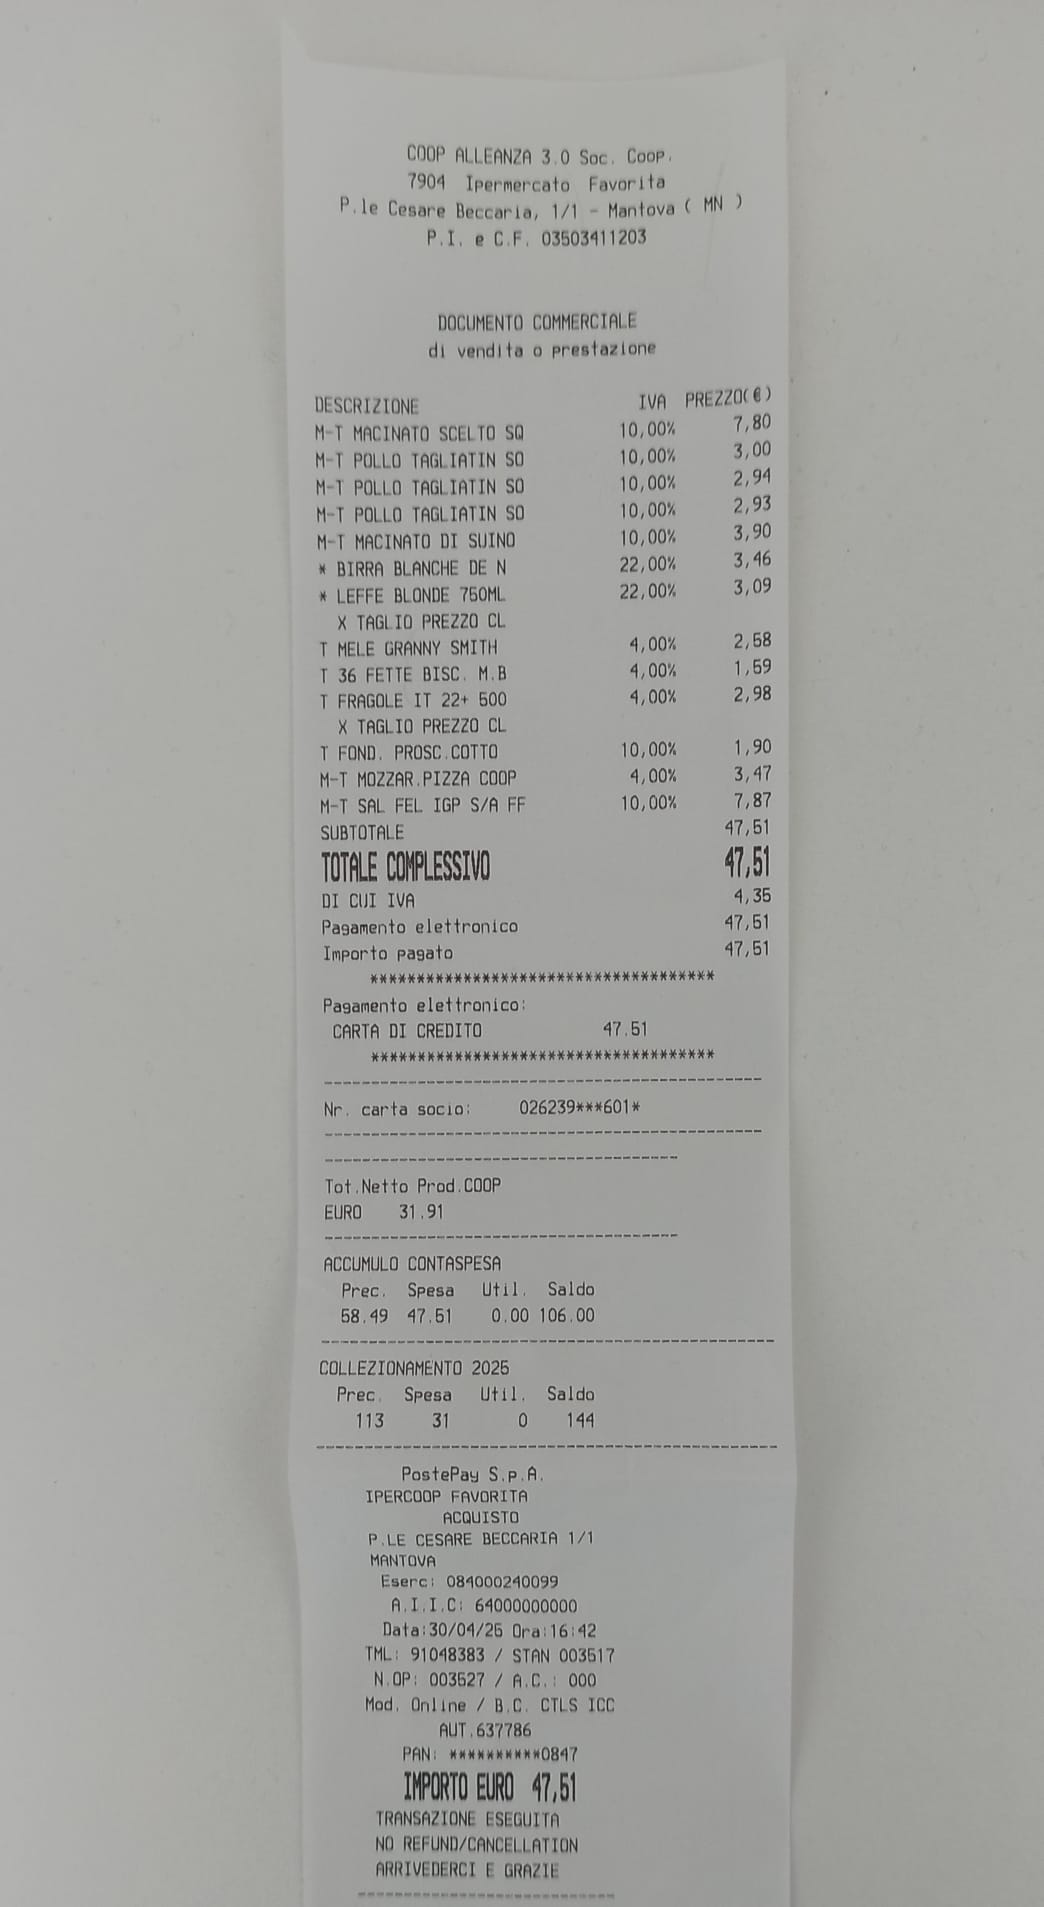 COOP ALLEANZA 3.0 Soc. Coop.
7904 Ipermercato Favorita
P.le Cesare Beccaria, 1/1 - Mantova ( MN )
P.I. e C.F. 03503411203
DOCUMENTO COMMERCIALE
di vendita o prestazione
DESCRIZIONE IVA PREZZO(€)
M-T MACINATO SCELTO SQ 10,00% 7,80
M-T POLLO TAGLIATIN SO 10,00% 3,00
M-T POLLO TAGLIATIN SO 10,00% 2,94
M-T POLLO TAGLIATIN SO 10,00% 2,93
M-T MACINATO DI SUINO 10,00% 3,90
* BIRRA BLANCHE DE N 22,00% 3,46
* LEFFE BLONDE 750ML 22,00% 3,09
X TAGLIO PREZZO CL
T MELE GRANNY SMITH 4,00% 2,58
T 36 FETTE BISC. M.B 4,00% 1,59
T FRAGOLE IT 22+ 500 4,00% 2,98
X TAGLIO PREZZO CL
T FOND. PROSC.COTTO 10,00% 1,90
M-T MOZZAR.PIZZA COOP 4,00% 3,47
M-T SAL FEL IGP S/A FF 10,00% 7,87
SUBTOTALE 47,51
TOTALE COMPLESSIVO 47,51
DI CUI IVA 4,35
Pagamento elettronico 47,51
Importo pagato 47,51
*************************************
Pagamento elettronico:
CARTA DI CREDITO 47.51
*************************************
-----------------------------------------------
Nr. carta socio: 026239***601*
-----------------------------------------------
--------------------------------------
Tot.Netto Prod.COOP
EURO 31.91
--------------------------------------
ACCUMULO CONTASPESA
Prec. Spesa Util. Saldo
58.49 47.51 0.00 106.00
-------------------------------------------------
COLLEZIONAMENTO 2025
Prec. Spesa Util. Saldo
113 31 0 144
-------------------------------------------------
PostePay S.p.A.
IPERCOOP FAVORITA
ACQUISTO
P.LE CESARE BECCARIA 1/1
MANTOVA
Eserc: 084000240099
A.I.I.C: 64000000000
Data:30/04/25 Ora:16:42
TML: 91048383 / STAN 003517
N.OP: 003527 / A.C.: 000
Mod. Online / B.C. CTLS ICC
AUT.637786
PAN: **********0847
IMPORTO EURO 47,51
TRANSAZIONE ESEGUITA
NO REFUND/CANCELLATION
ARRIVEDERCI E GRAZIE
----------------------------